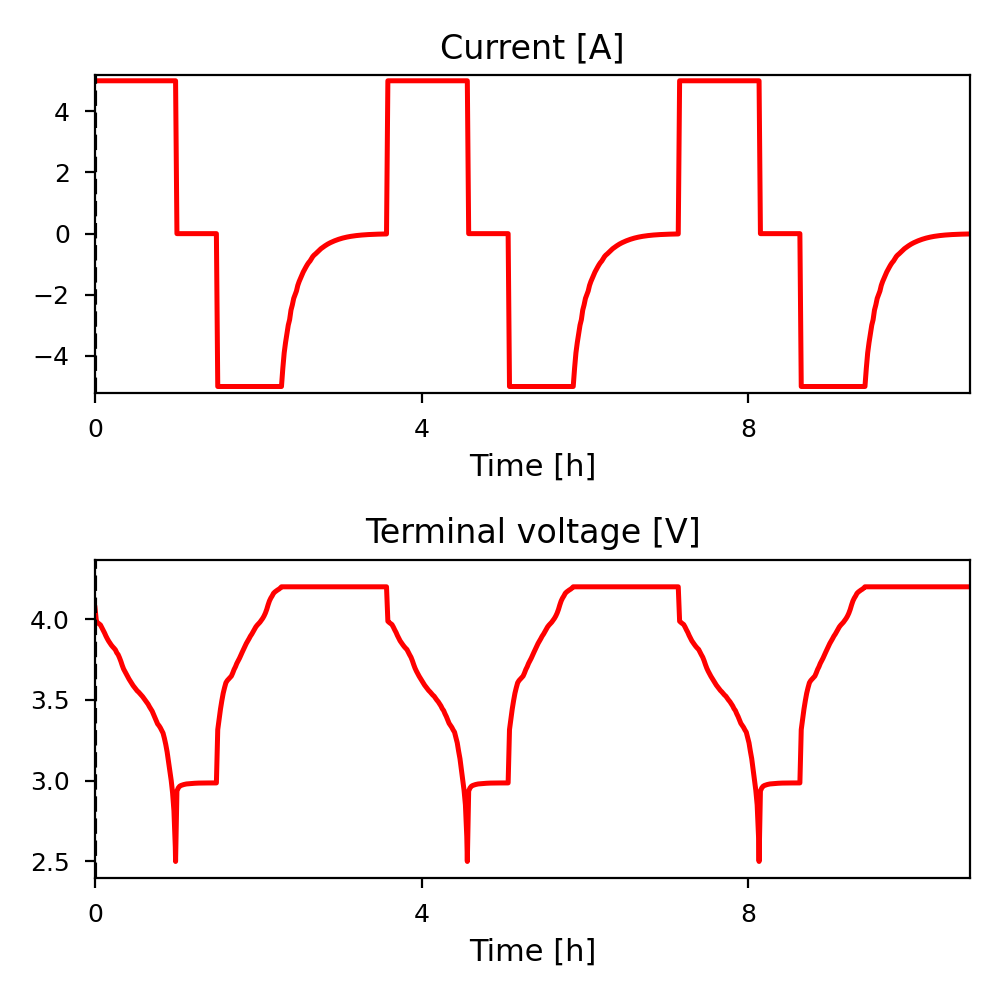 Current [A]
4
2
0
−2
−4
0 4 8
Time [h]
Terminal voltage [V]
4.0
3.5
3.0
2.5
0 4 8
Time [h]